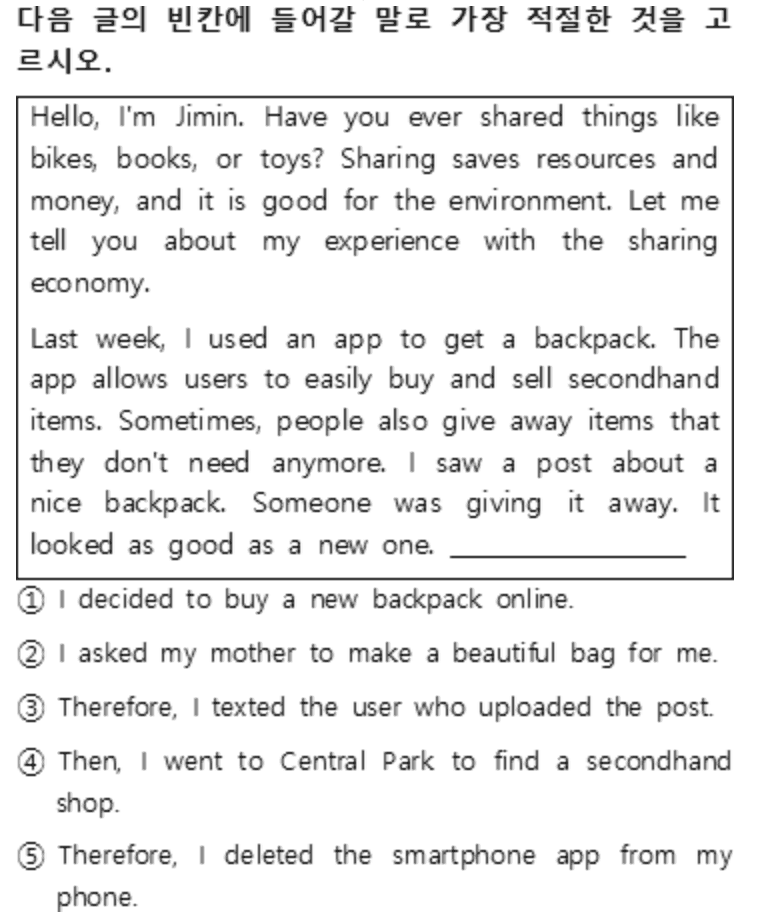 다음 글의 빈칸에 들어갈 말로 가장 적절한 것을 고
르시오.
Hello, I'm Jimin. Have you ever shared things like
bikes, books, or toys? Sharing saves resources and
money, and it is good for the environment. Let me
tell you about my experience with the sharing
economy.
Last week, I used an app to get a backpack. The
app allows users to easily buy and sell secondhand
items. Sometimes, people also give away items that
they don't need anymore. I saw a post about a
nice backpack. Someone was giving it away. It
looked as good as a new one. ________________
① I decided to buy a new backpack online.
② I asked my mother to make a beautiful bag for me.
③ Therefore, I texted the user who uploaded the post.
④ Then, I went to Central Park to find a secondhand
shop.
⑤ Therefore, I deleted the smartphone app from my
phone.